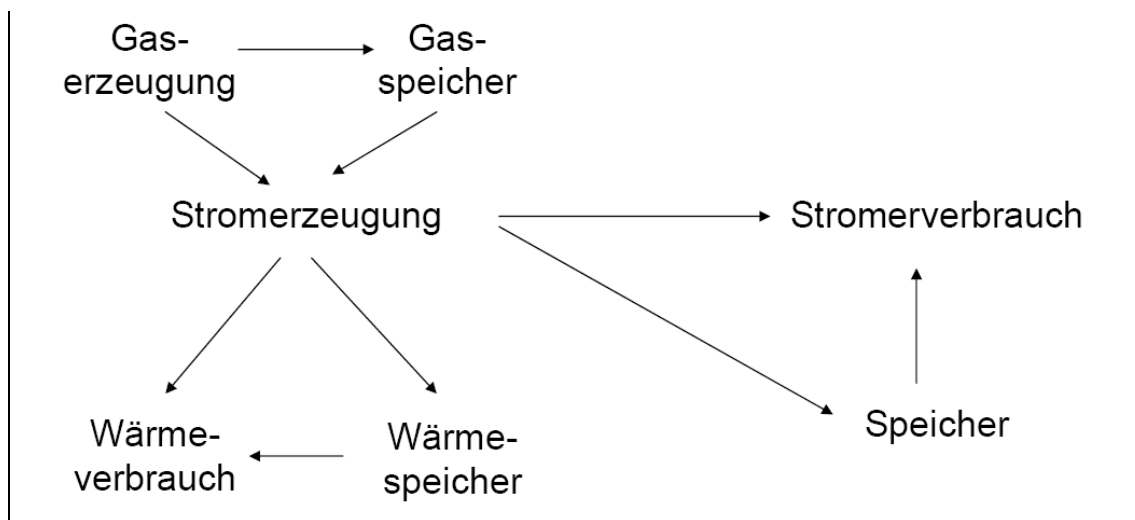 Gas-
erzeugung
Gas-
speicher
Stromerzeugung
Stromerverbrauch
Speicher
Wärme-
verbrauch
Wärme-
speicher